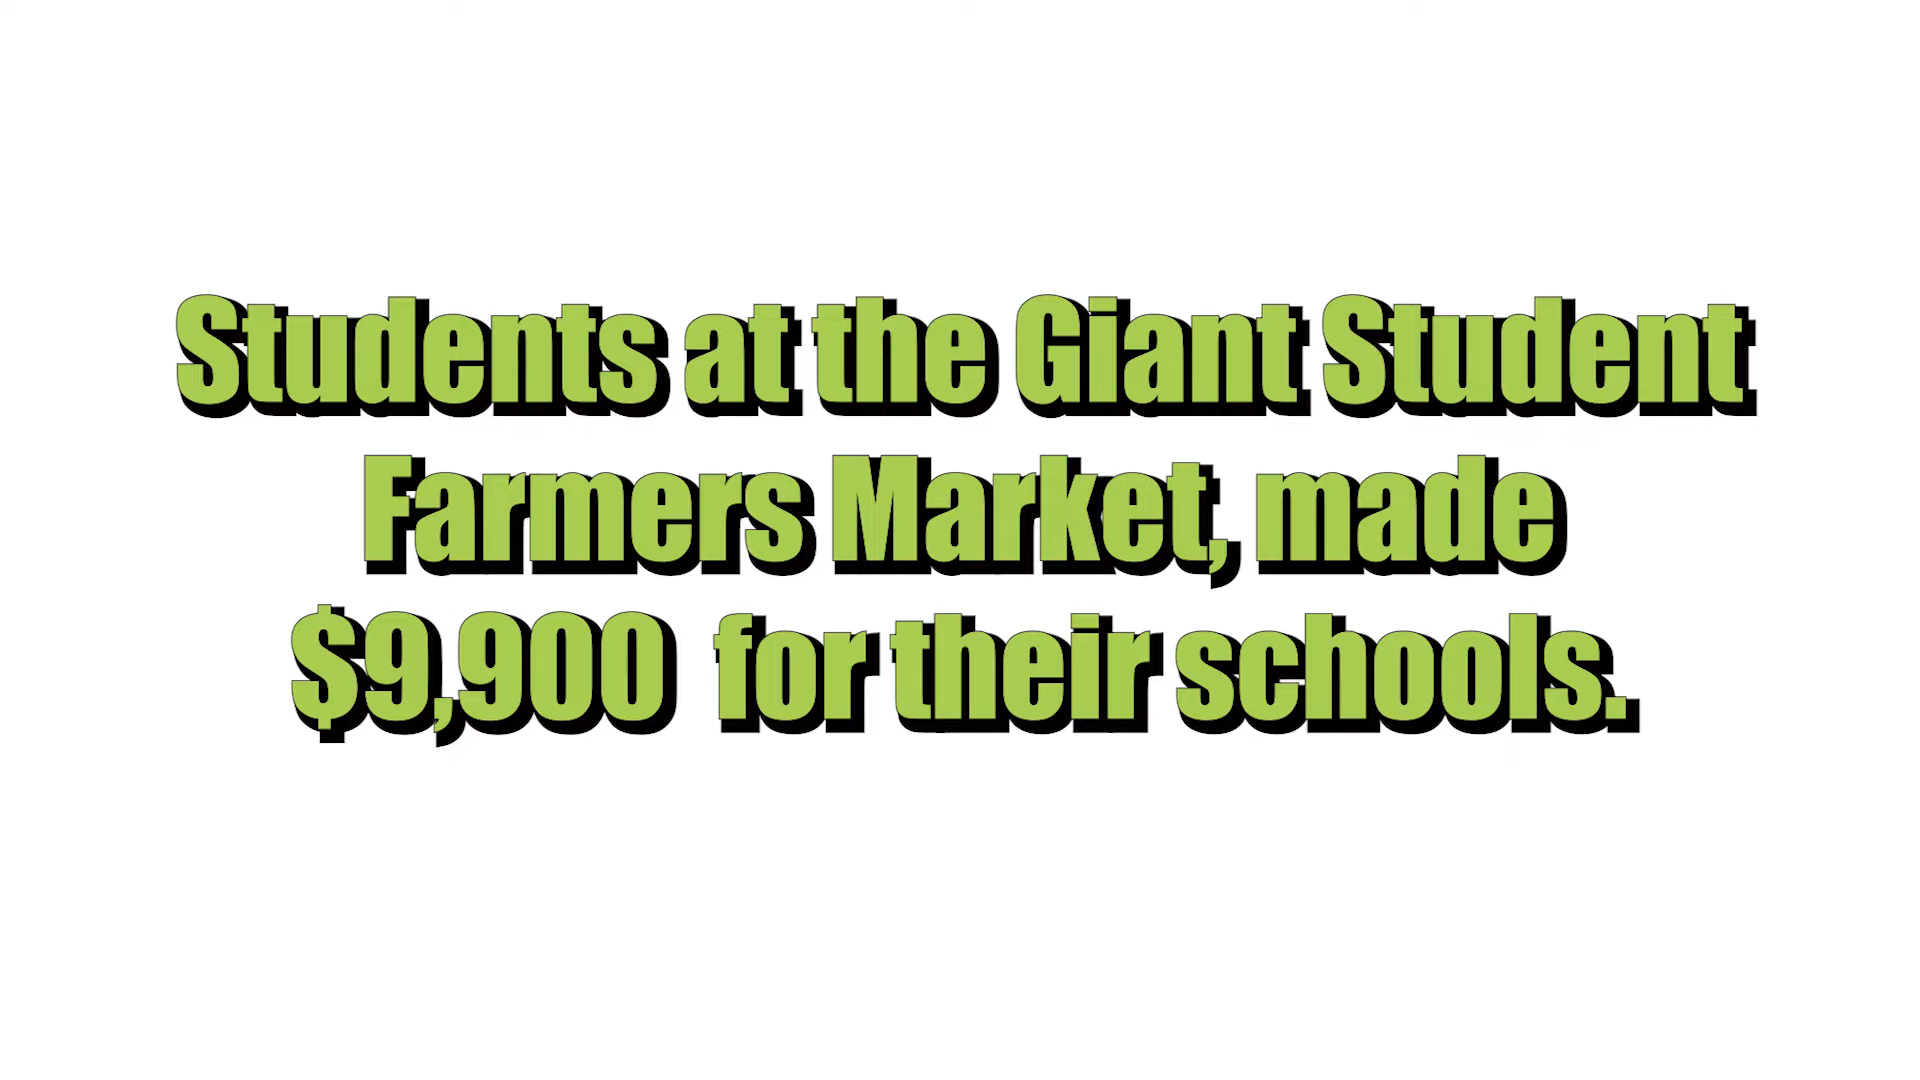 Students at the Giant Student
Farmers Market, made
$9,900  for their schools.